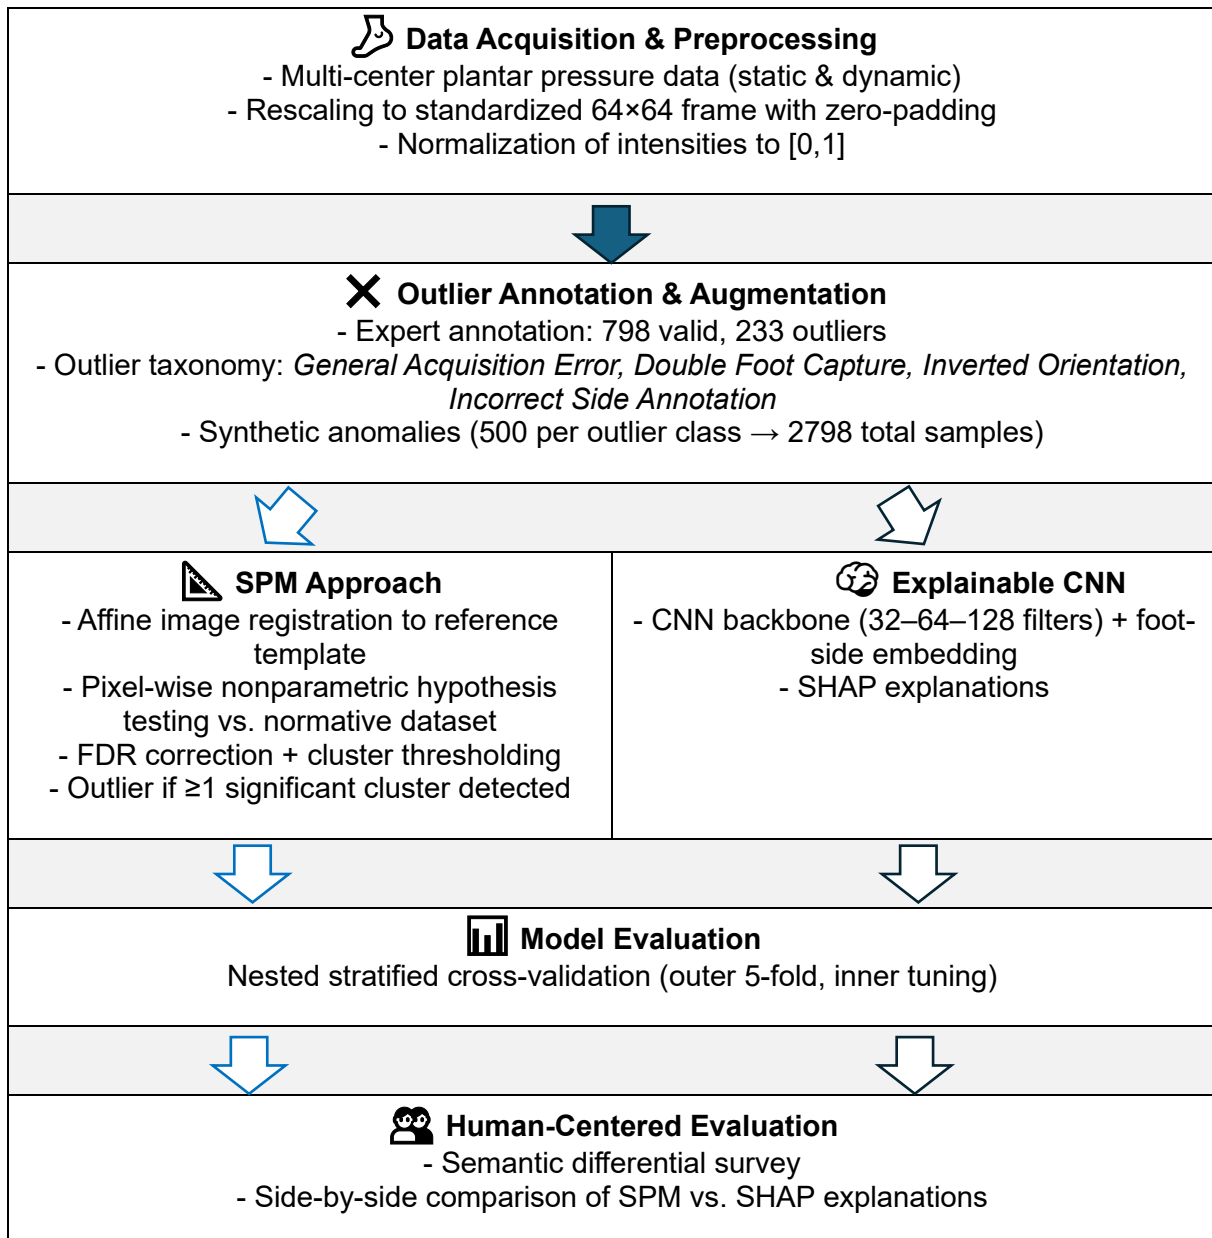 Data Acquisition & Preprocessing
- Multi-center plantar pressure data (static & dynamic)
- Rescaling to standardized 64×64 frame with zero-padding
- Normalization of intensities to [0,1]
Outlier Annotation & Augmentation
- Expert annotation: 798 valid, 233 outliers
- Outlier taxonomy: General Acquisition Error, Double Foot Capture, Inverted Orientation,
Incorrect Side Annotation
- Synthetic anomalies (500 per outlier class → 2798 total samples)
SPM Approach
- Affine image registration to reference
template
- Pixel-wise nonparametric hypothesis
testing vs. normative dataset
- FDR correction + cluster thresholding
- Outlier if ≥1 significant cluster detected
Explainable CNN
- CNN backbone (32–64–128 filters) + foot-
side embedding
- SHAP explanations
Model Evaluation
Nested stratified cross-validation (outer 5-fold, inner tuning)
Human-Centered Evaluation
- Semantic differential survey
- Side-by-side comparison of SPM vs. SHAP explanations